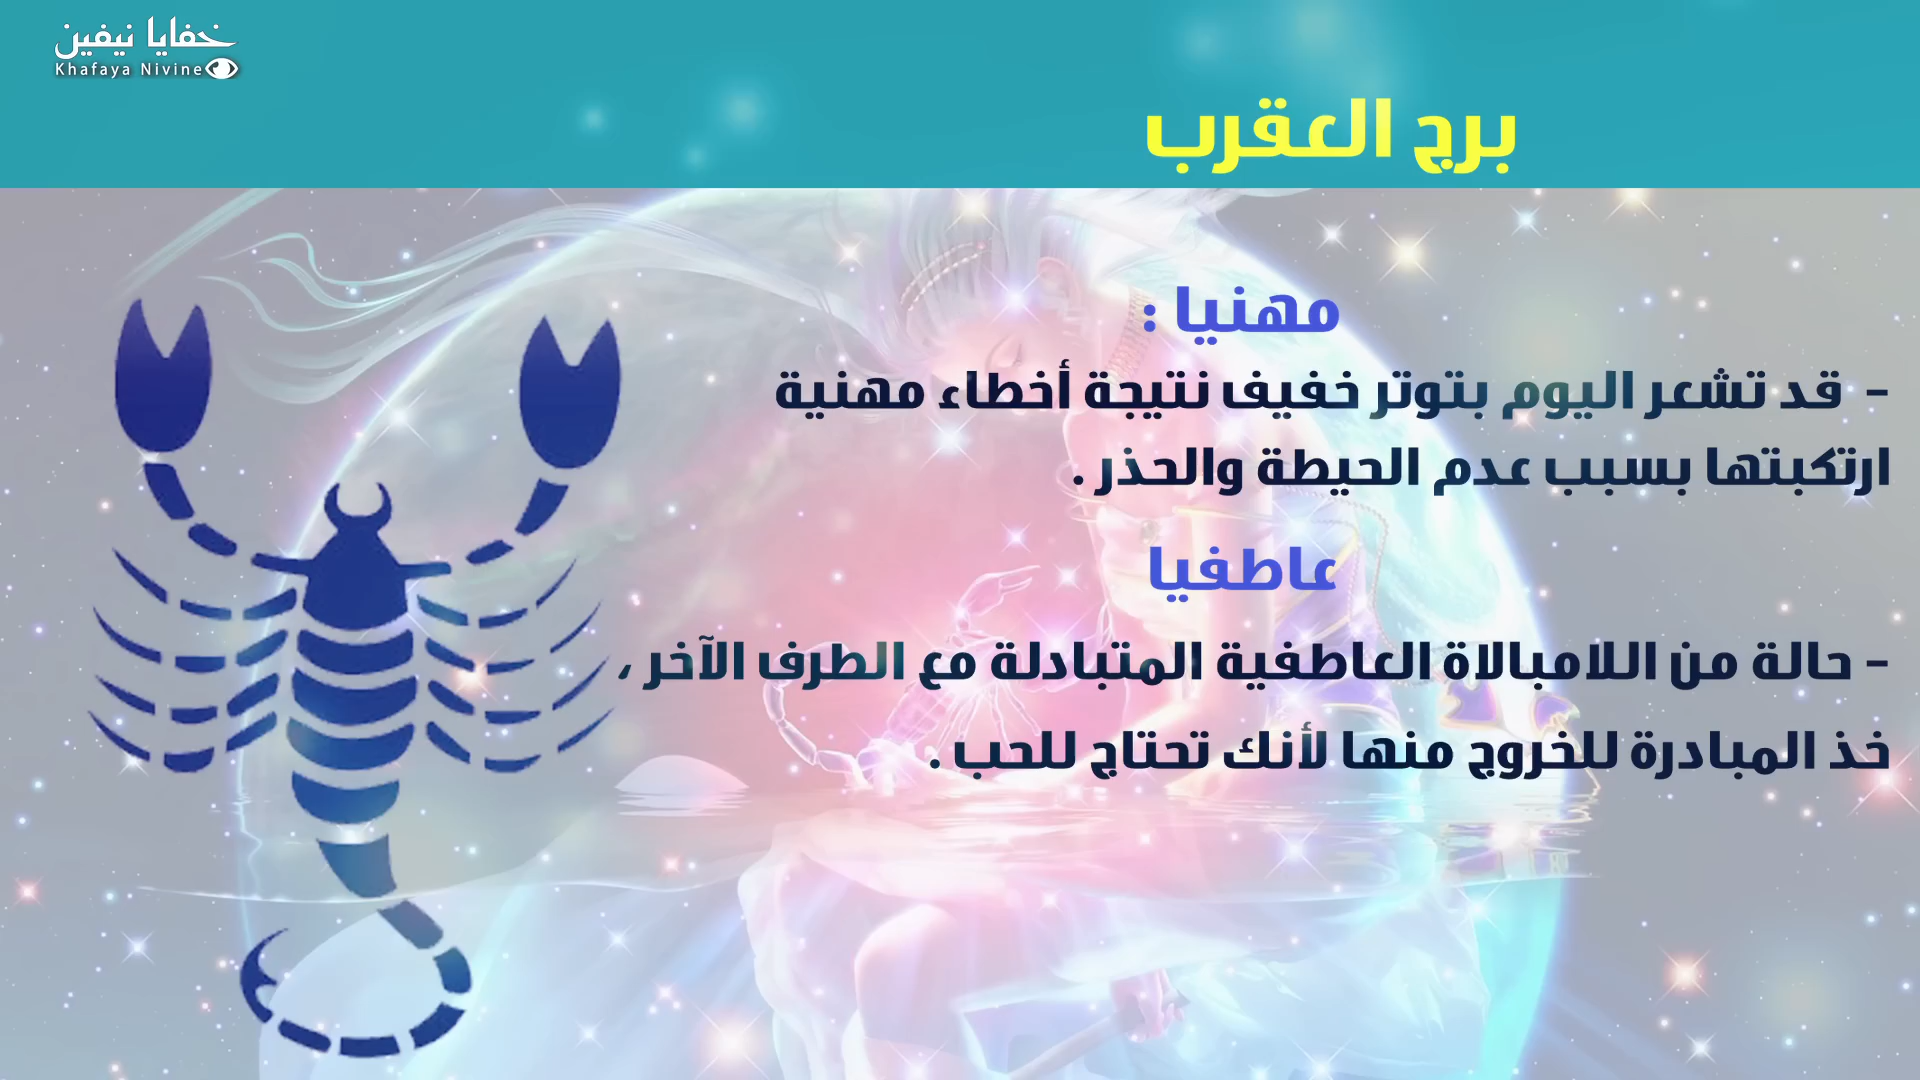 خفايا نيفين
Khafaya Nivine
برج العقرب
مهنيا :
- قد تشعر اليوم بتوتر خفيف نتيجة أخطاء مهنية
ارتكبتها بسبب عدم الحيطة والحذر .
عاطفيا
- حالة من اللامبالاة العاطفية المتبادلة مع الطرف الآخر ،
خذ المبادرة للخروج منها لأنك تحتاج للحب .